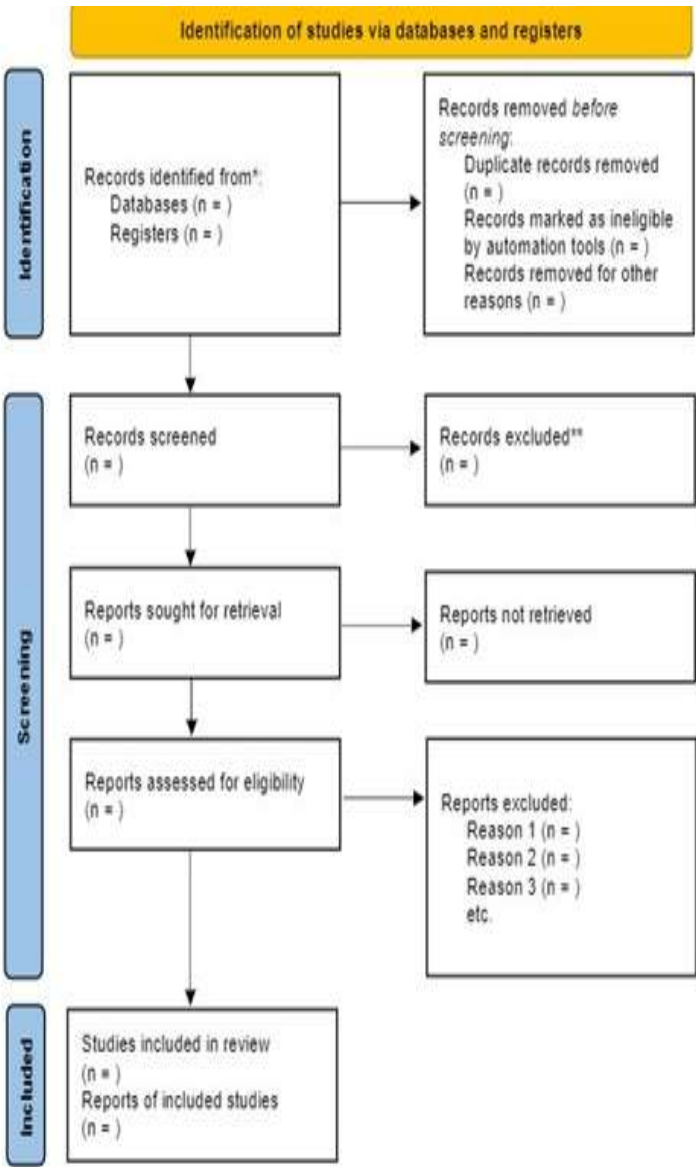 Identification of studies via databases and registers
Identification
Records identified from*:
Databases (n = )
Registers (n = )
Records removed before
screening:
Duplicate records removed
(n = )
Records marked as ineligible
by automation tools (n = )
Records removed for other
reasons (n = )
Screening
Records screened
(n = )
Records excluded**
(n = )
Reports sought for retrieval
(n = )
Reports not retrieved
(n = )
Reports assessed for eligibility
(n = )
Reports excluded:
Reason 1 (n = )
Reason 2 (n = )
Reason 3 (n = )
etc.
Included
Studies included in review
(n = )
Reports of included studies
(n = )